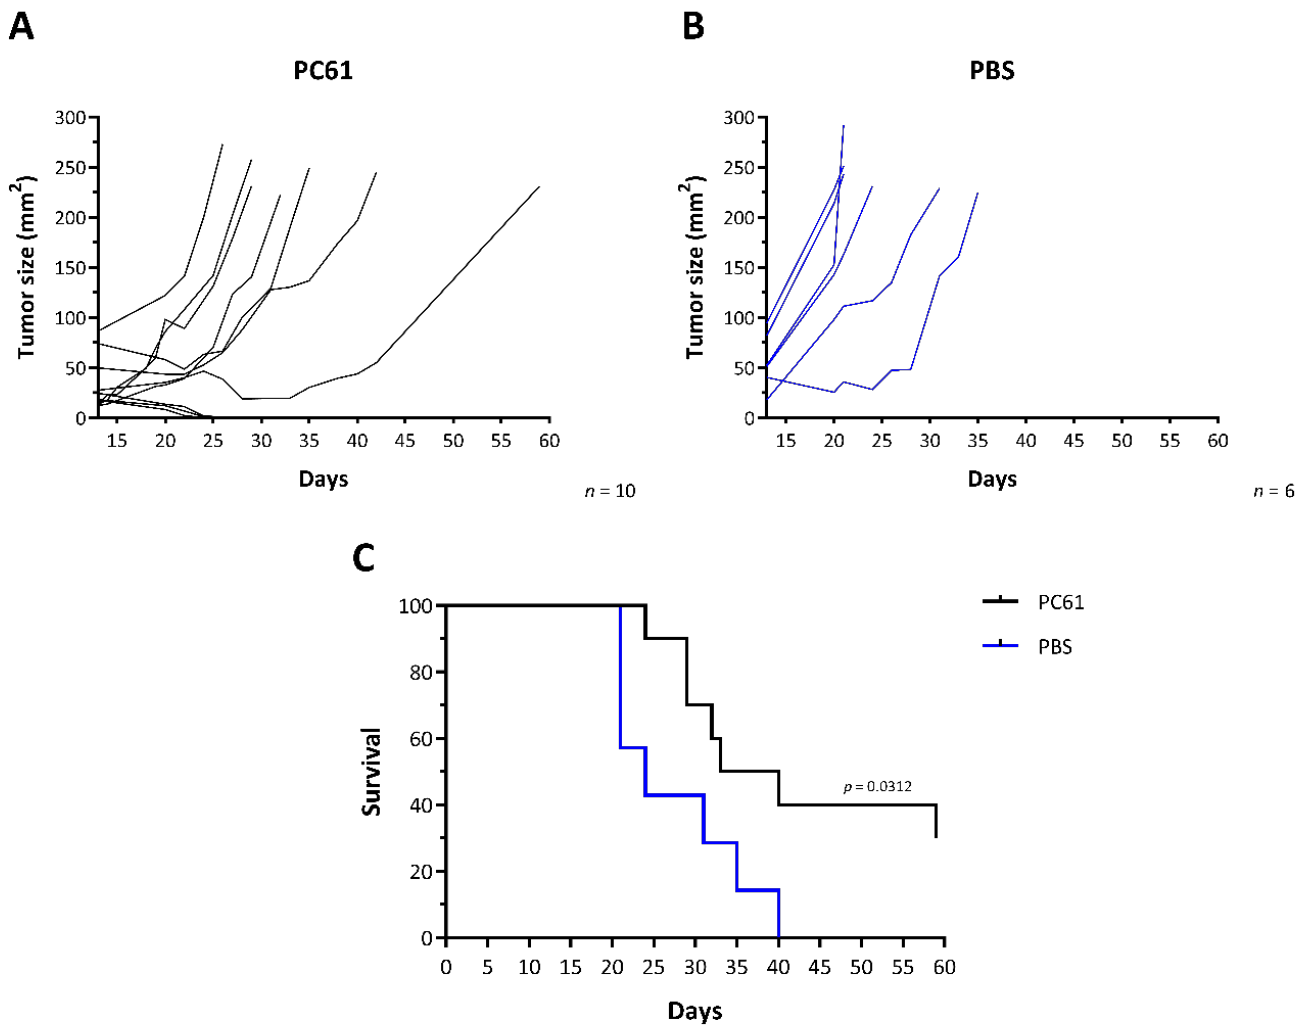 A
PC61
Tumor size (mm²)
300
250
200
150
100
50
0
15 20 25 30 35 40 45 50 55 60
Days
n = 10
B
PBS
Tumor size (mm²)
300
250
200
150
100
50
0
15 20 25 30 35 40 45 50 55 60
Days
n = 6
C
Survival
100
80
60
40
20
0
0 5 10 15 20 25 30 35 40 45 50 55 60
Days
p = 0.0312
PC61
PBS